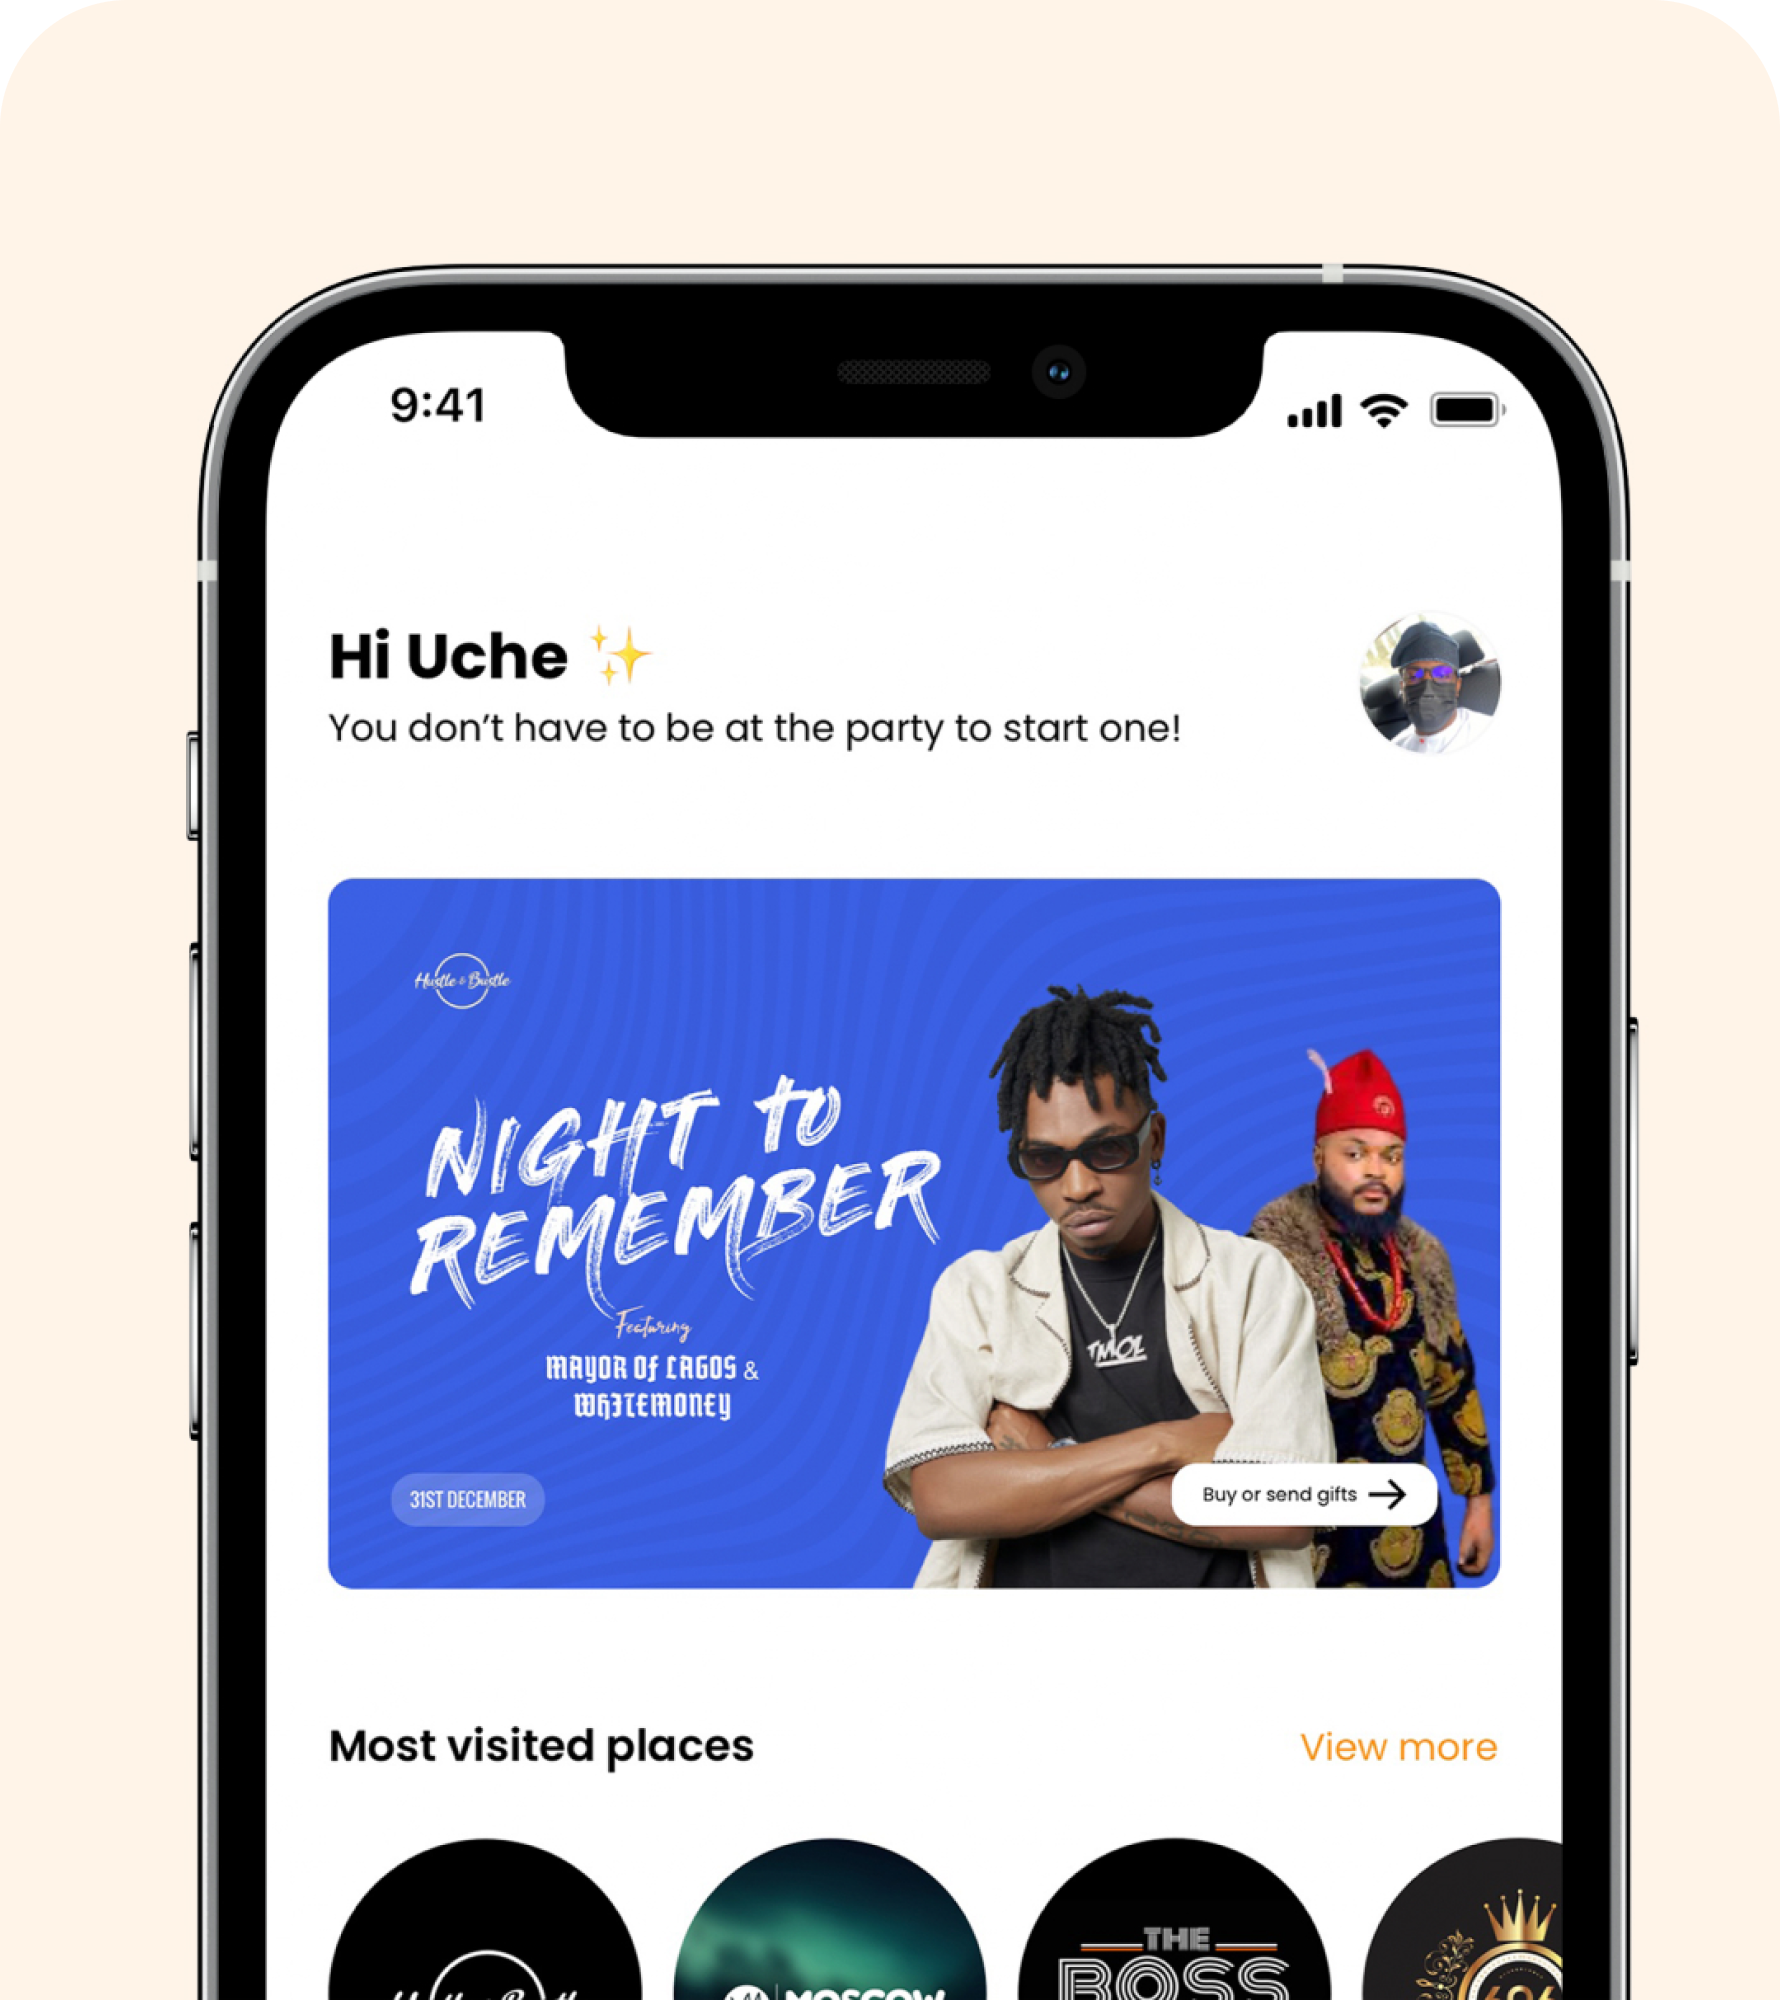 9:41
Hi Uche ✨
You don’t have to be at the party to start one!
Hustle & Bustle
NIGHT to
REMEMBER
Featuring
MAYOR OF LAGOS &
WHITEMONEY
TMOL
31ST DECEMBER
Buy or send gifts →
Most visited places
View more
THE
BOSS
MOSCOW